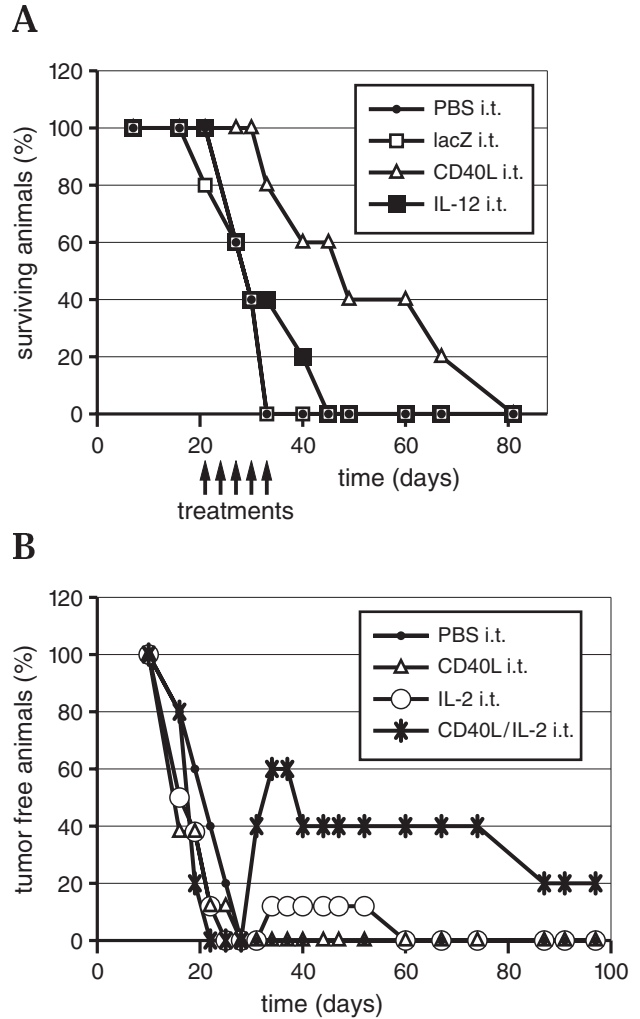 A
120
100
80
60
40
20
0
surviving animals (%)
PBS i.t.
lacZ i.t.
CD40L i.t.
IL-12 i.t.
0 20 40 60 80
time (days)
treatments
B
120
100
80
60
40
20
0
tumor free animals (%)
PBS i.t.
CD40L i.t.
IL-2 i.t.
CD40L/IL-2 i.t.
0 20 40 60 80 100
time (days)